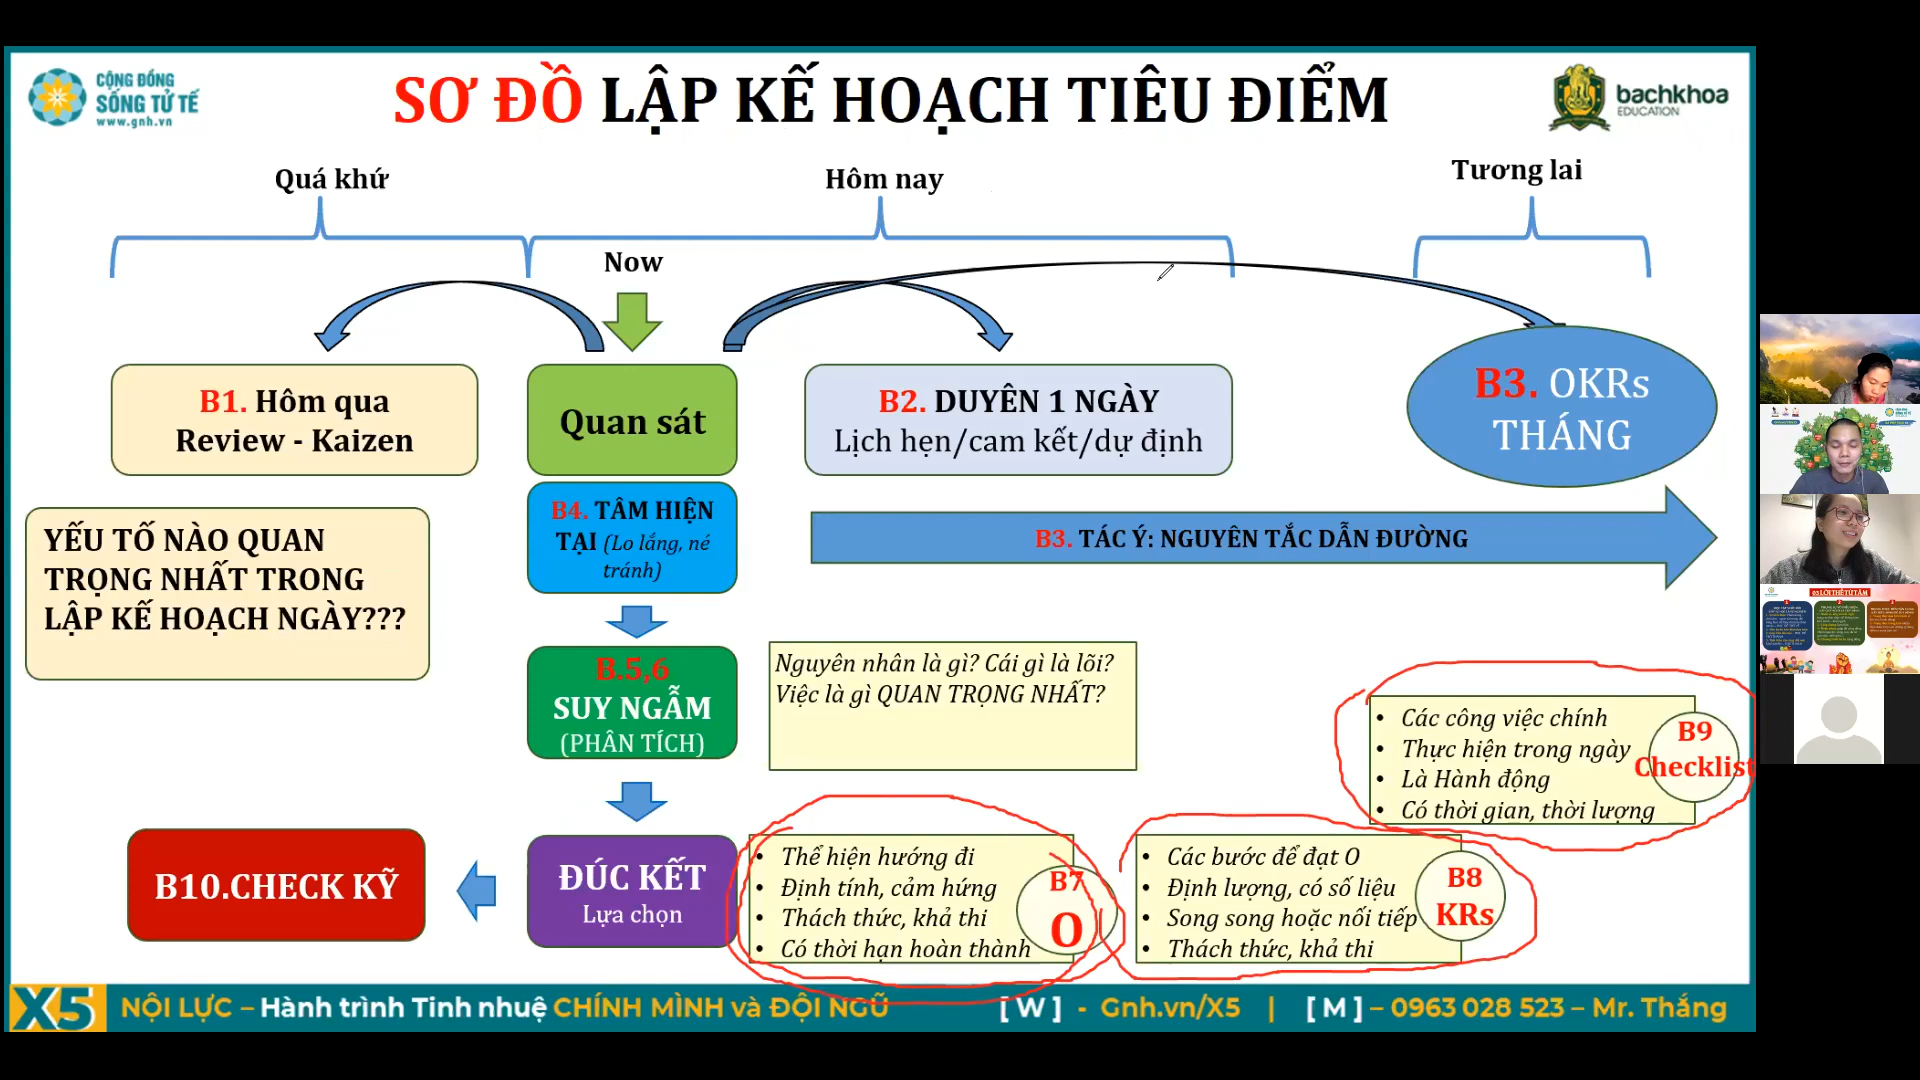 CỘNG ĐỒNG
SỐNG TỬ TẾ
www.gnh.vn
SƠ ĐỒ LẬP KẾ HOẠCH TIÊU ĐIỂM
bachkhoa
EDUCATION
Quá khứ
Hôm nay
Tương lai
Now
B1. Hôm qua
Review - Kaizen
Quan sát
B2. DUYÊN 1 NGÀY
Lịch hẹn/cam kết/dự định
B3. OKRs
THÁNG
YẾU TỐ NÀO QUAN
TRỌNG NHẤT TRONG
LẬP KẾ HOẠCH NGÀY???
B4. TÂM HIỆN
TẠI (Lo lắng, né
tránh)
B3. TÁC Ý: NGUYÊN TẮC DẪN ĐƯỜNG
B.5,6
SUY NGẪM
(PHÂN TÍCH)
Nguyên nhân là gì? Cái gì là lõi?
Việc là gì QUAN TRỌNG NHẤT?
• Các công việc chính
• Thực hiện trong ngày
• Là Hành động
• Có thời gian, thời lượng
B9
Checklist
B10.CHECK KỸ
ĐÚC KẾT
Lựa chọn
• Thể hiện hướng đi
• Định tính, cảm hứng
• Thách thức, khả thi
• Có thời hạn hoàn thành
B7
O
• Các bước để đạt O
• Định lượng, có số liệu
• Song song hoặc nối tiếp
• Thách thức, khả thi
B8
KRs
X5 NỘI LỰC – Hành trình Tinh nhuệ CHÍNH MÌNH và ĐỘI NGŨ [ W ] - Gnh.vn/X5 | [ M ] – 0963 028 523 – Mr. Thắng
03 LỜI THỀ TỪ TÂM